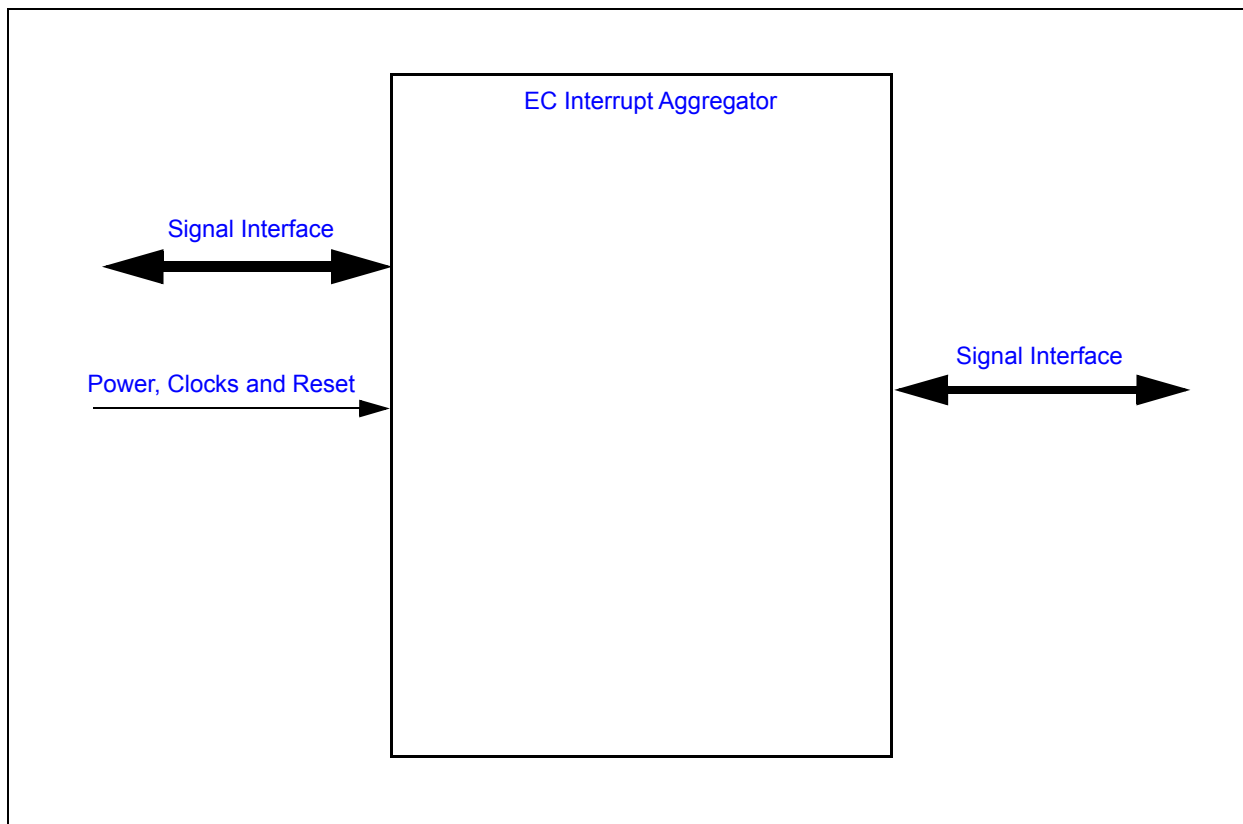 EC Interrupt Aggregator
Signal Interface
Signal Interface
Power, Clocks and Reset